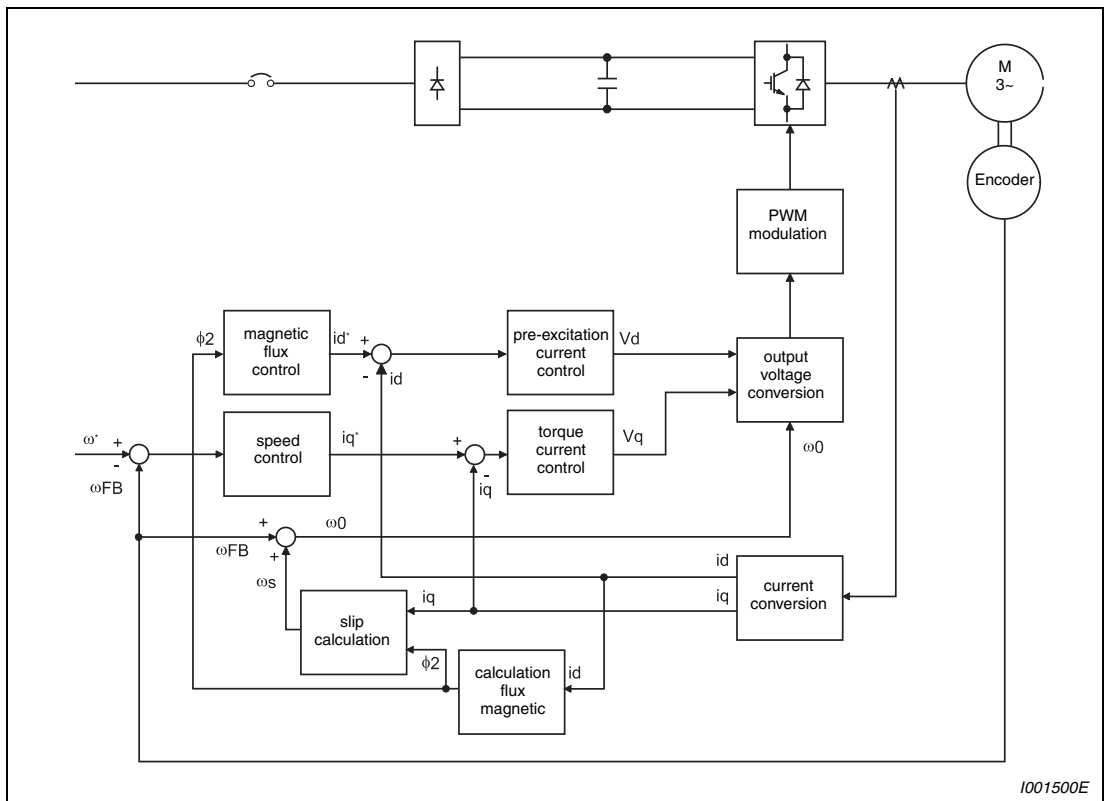 M
3~
Encoder
PWM
modulation
ϕ2
magnetic
flux
control
id*
+
-
id
pre-excitation
current
control
Vd
output
voltage
conversion
ω*
+
-
ωFB
speed
control
iq*
+
-
iq
torque
current
control
Vq
ω0
+
ωFB
+
ω0
ωs
slip
calculation
iq
ϕ2
calculation
flux
magnetic
id
id
iq
current
conversion
I001500E